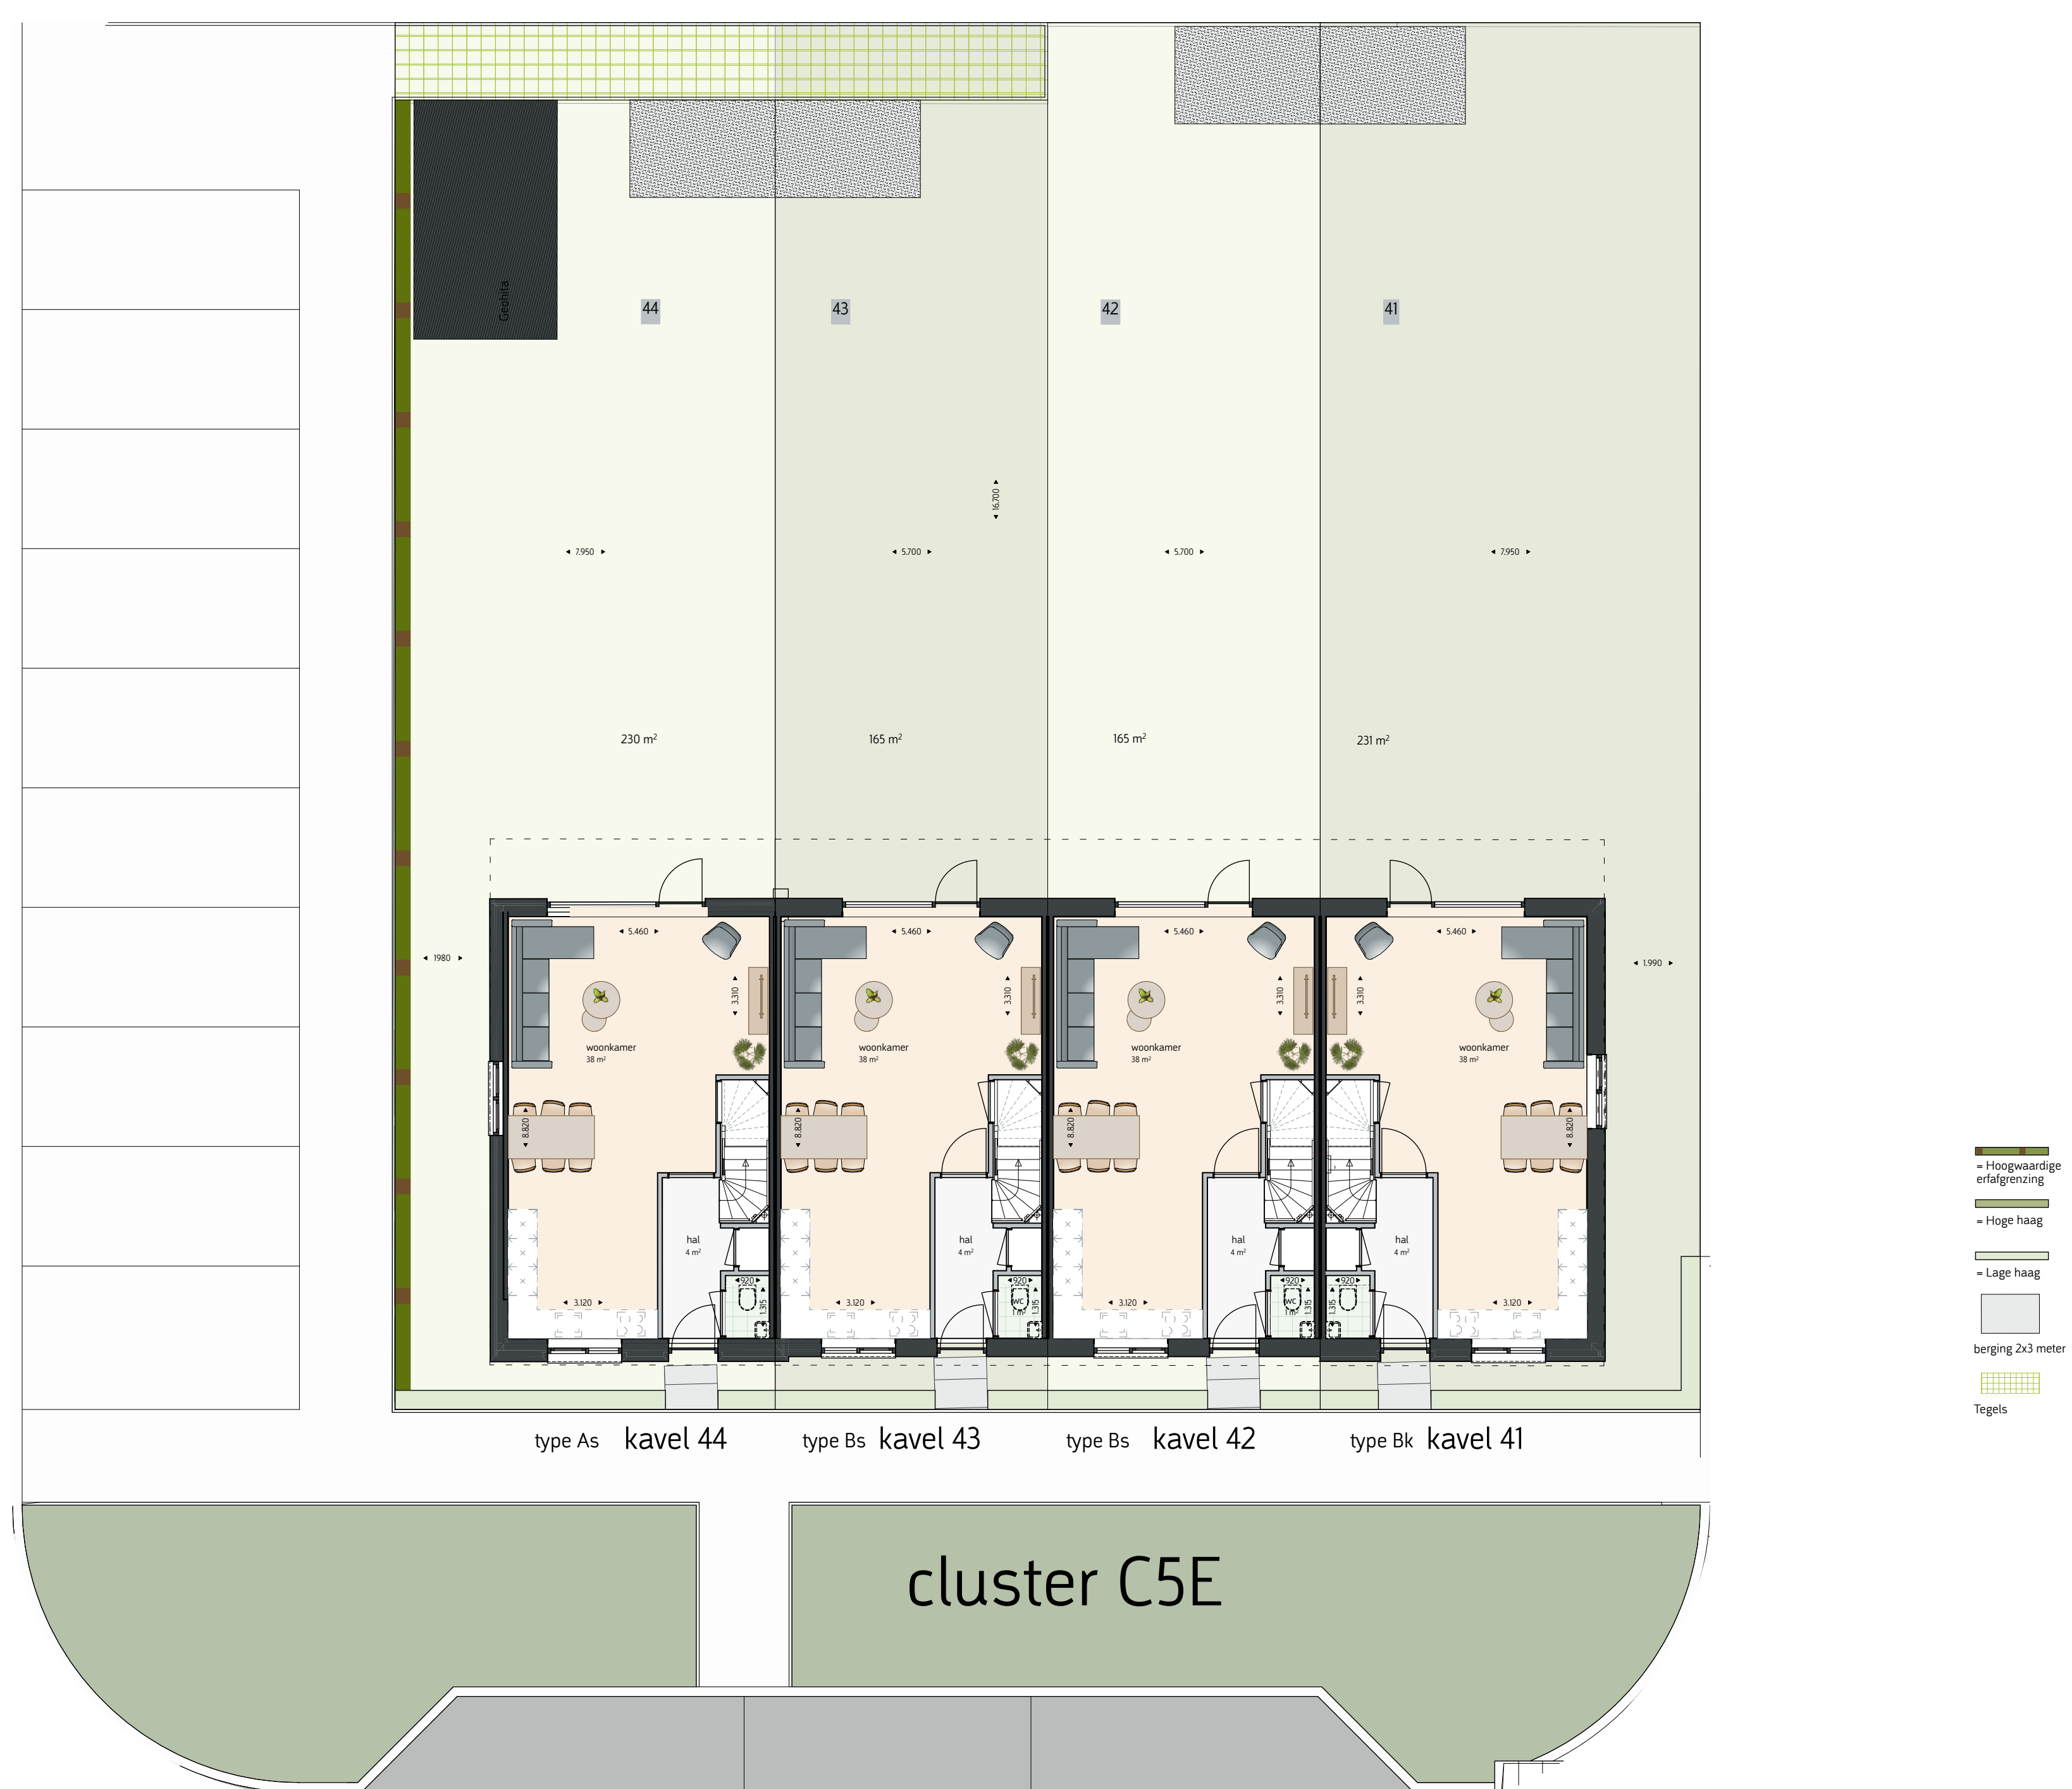 Geohita
44
43
42
41
16.700
7.950
5.700
5.700
7.950
230 m²
165 m²
165 m²
231 m²
5.460
5.460
5.460
5.460
1980
1.990
3.310
3.310
3.310
3.310
woonkamer
38 m²
woonkamer
38 m²
woonkamer
38 m²
woonkamer
38 m²
8.820
8.820
8.820
8.820
hal
4 m²
hal
4 m²
hal
4 m²
hal
4 m²
920
920
920
920
wc
1 m²
wc
1 m²
1.315
1.315
1.315
1.315
3.120
3.120
3.120
3.120
type As kavel 44
type Bs kavel 43
type Bs kavel 42
type Bk kavel 41
cluster C5E
= Hoogwaardige
erfafgrenzing
= Hoge haag
= Lage haag
berging 2x3 meter
Tegels